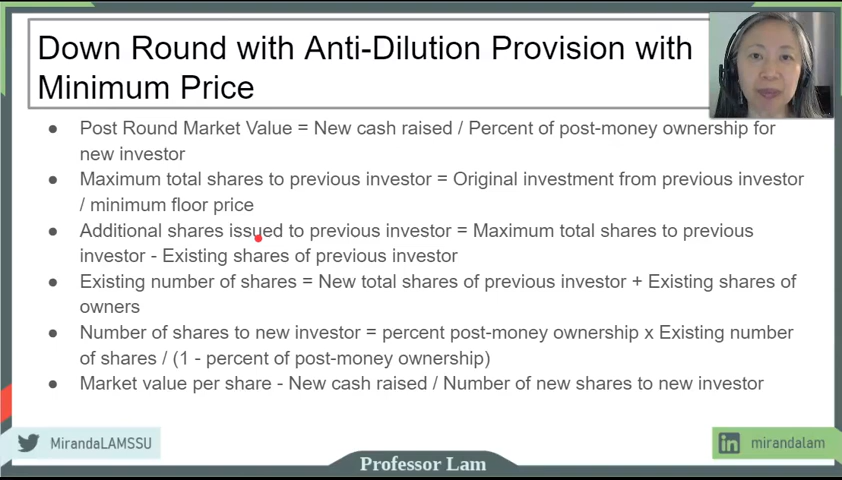 Down Round with Anti-Dilution Provision with
Minimum Price
● Post Round Market Value = New cash raised / Percent of post-money ownership for
new investor
● Maximum total shares to previous investor = Original investment from previous investor
/ minimum floor price
● Additional shares issued to previous investor = Maximum total shares to previous
investor - Existing shares of previous investor
● Existing number of shares = New total shares of previous investor + Existing shares of
owners
● Number of shares to new investor = percent post-money ownership x Existing number
of shares / (1 - percent of post-money ownership)
● Market value per share - New cash raised / Number of new shares to new investor
MirandaLAMSSU
in mirandalam
Professor Lam